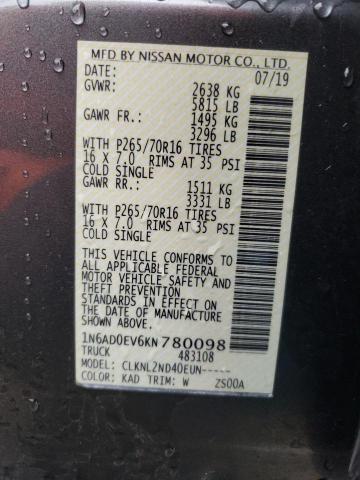 MFD BY NISSAN MOTOR CO., LTD.
DATE: 07/19
GVWR: 2638 KG
5815 LB
GAWR FR.: 1495 KG
3296 LB
WITH P265/70R16 TIRES
16 X 7.0 RIMS AT 35 PSI
COLD SINGLE
GAWR RR.: 1511 KG
3331 LB
WITH P265/70R16 TIRES
16 X 7.0 RIMS AT 35 PSI
COLD SINGLE
THIS VEHICLE CONFORMS TO
ALL APPLICABLE FEDERAL
MOTOR VEHICLE SAFETY AND
THEFT PREVENTION
STANDARDS IN EFFECT ON
THE DATE OF MANUFACTURE
SHOWN ABOVE.
1N6AD0EV6KN780098
TRUCK 483108
MODEL: CLKNL2ND40EUN-----
COLOR: KAD TRIM: W ZS00A